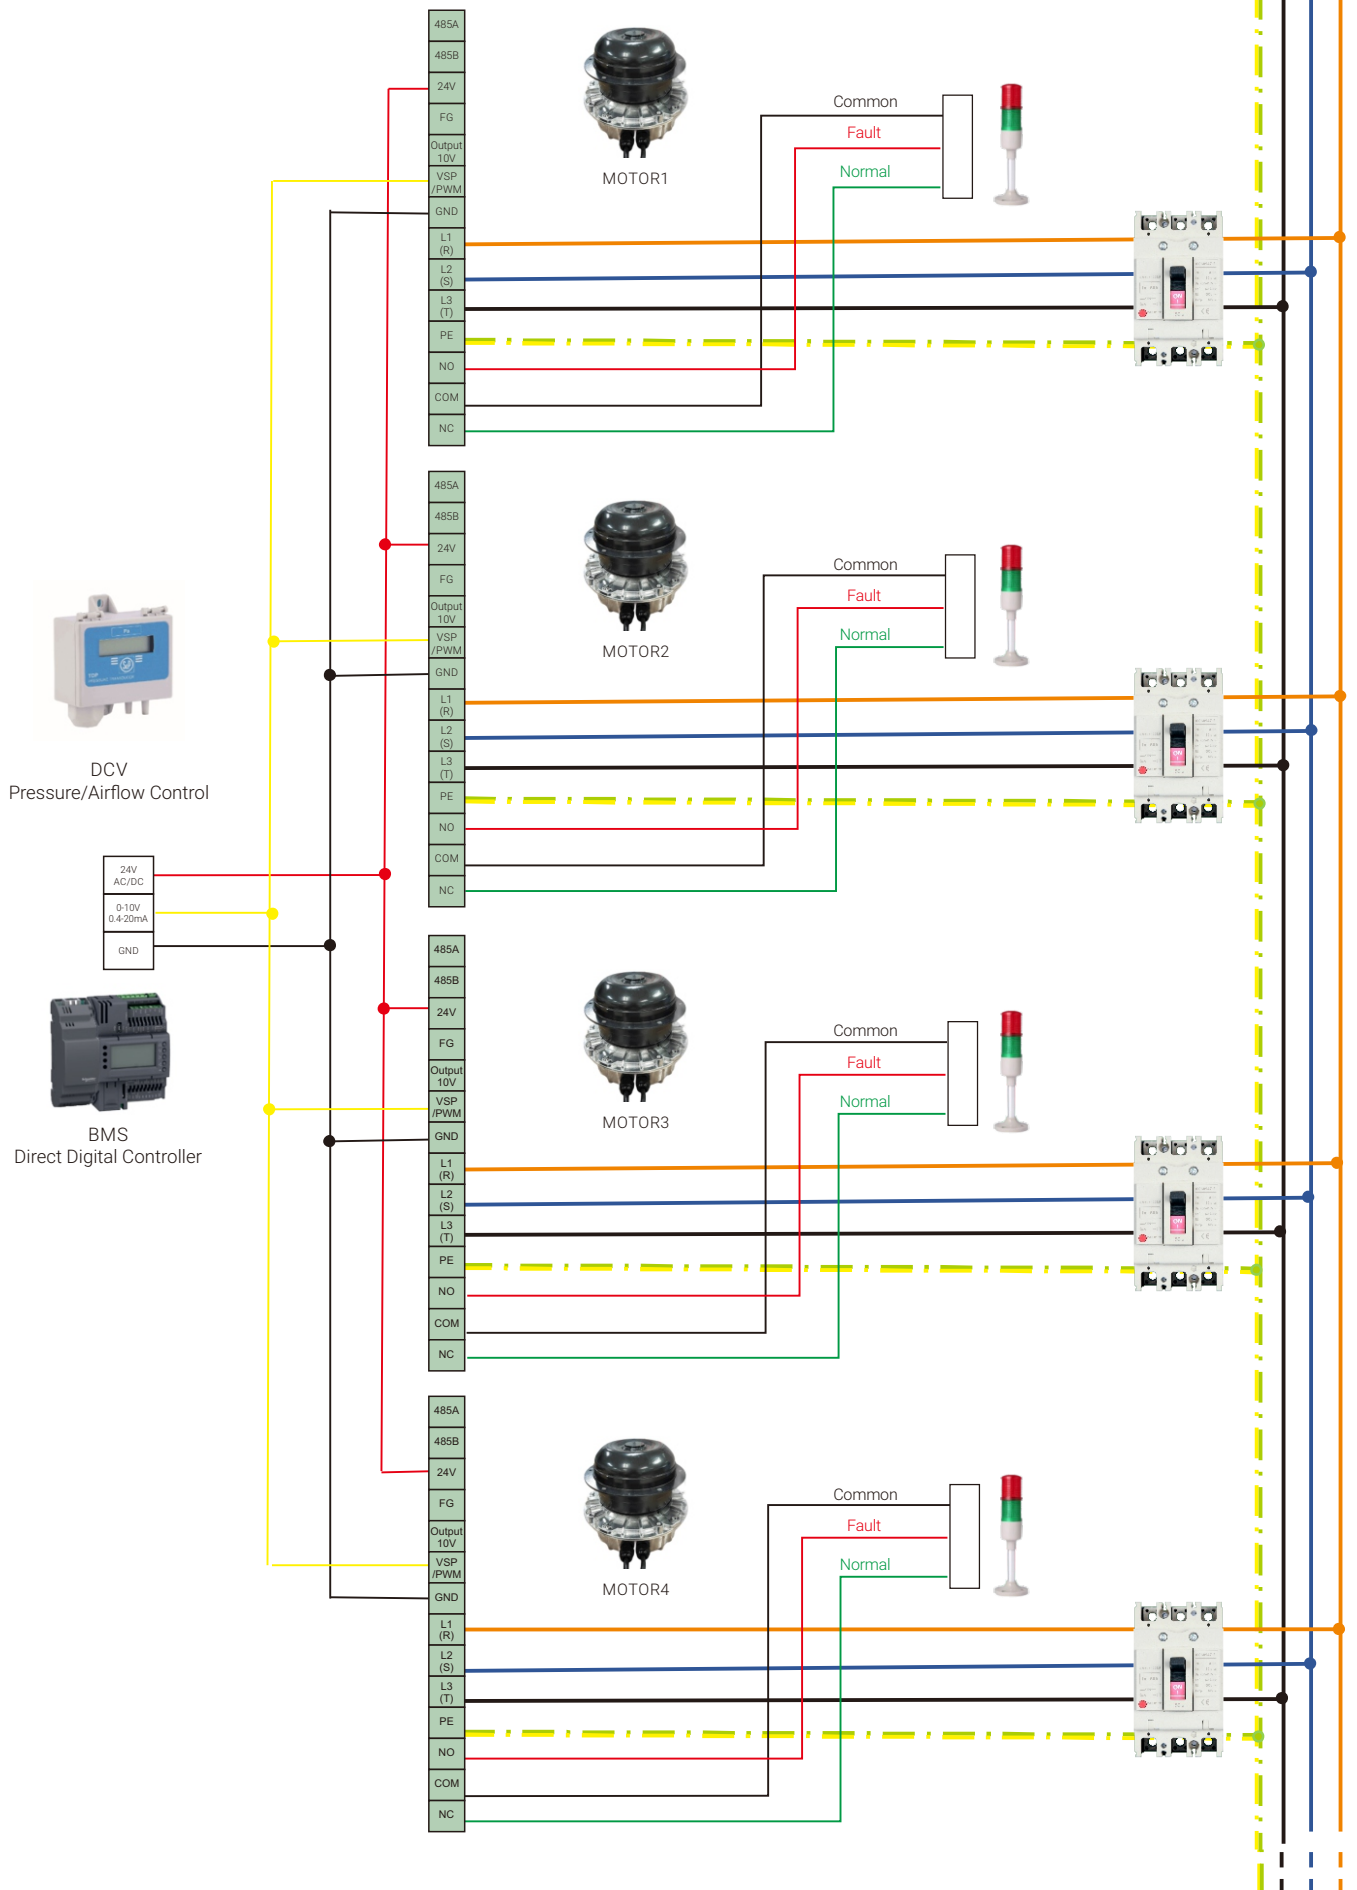 485A
485B
24V
FG
Output
10V
VSP
/PWM
GND
L1
(R)
L2
(S)
L3
(T)
PE
NO
COM
NC
MOTOR1
Common
Fault
Normal
ON
485A
485B
24V
FG
Output
10V
VSP
/PWM
GND
L1
(R)
L2
(S)
L3
(T)
PE
NO
COM
NC
MOTOR2
Common
Fault
Normal
ON
DCV
Pressure/Airflow Control
24V
AC/DC
0-10V
0.4-20mA
GND
BMS
Direct Digital Controller
485A
485B
24V
FG
Output
10V
VSP
/PWM
GND
L1
(R)
L2
(S)
L3
(T)
PE
NO
COM
NC
MOTOR3
Common
Fault
Normal
ON
485A
485B
24V
FG
Output
10V
VSP
/PWM
GND
L1
(R)
L2
(S)
L3
(T)
PE
NO
COM
NC
MOTOR4
Common
Fault
Normal
ON